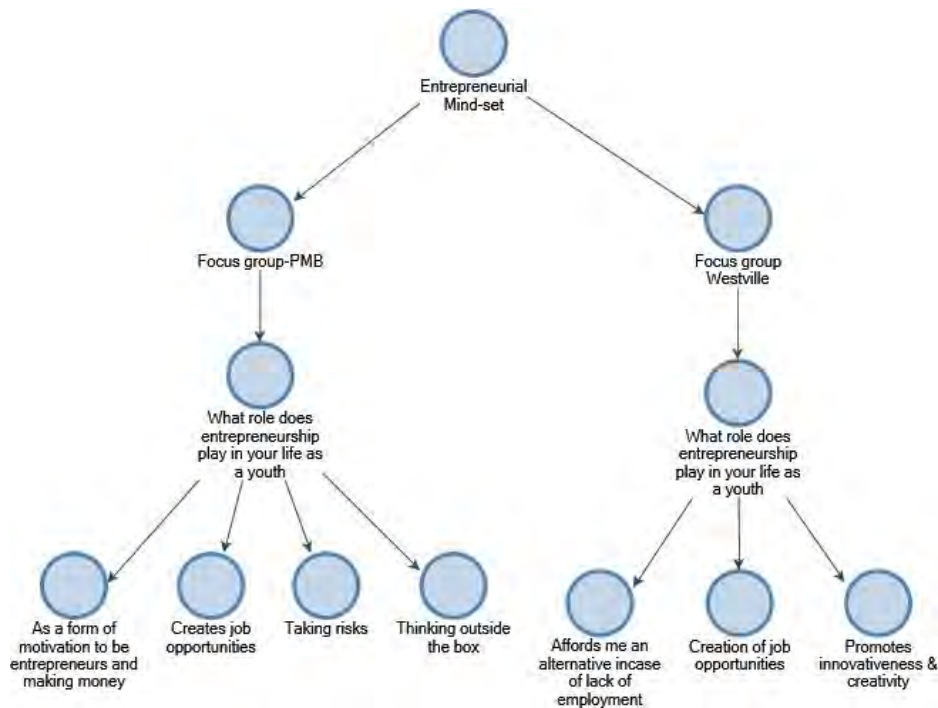 Entrepreneurial
Mind-set
Focus group-PMB
Focus group
Westville
What role does
entrepreneurship
play in your life as
a youth
What role does
entrepreneurship
play in your life as
a youth
As a form of
motivation to be
entrepreneurs and
making money
Creates job
opportunities
Taking risks
Thinking outside
the box
Affords me an
alternative incase
of lack of
employment
Creation of job
opportunities
Promotes
innovativeness &
creativity